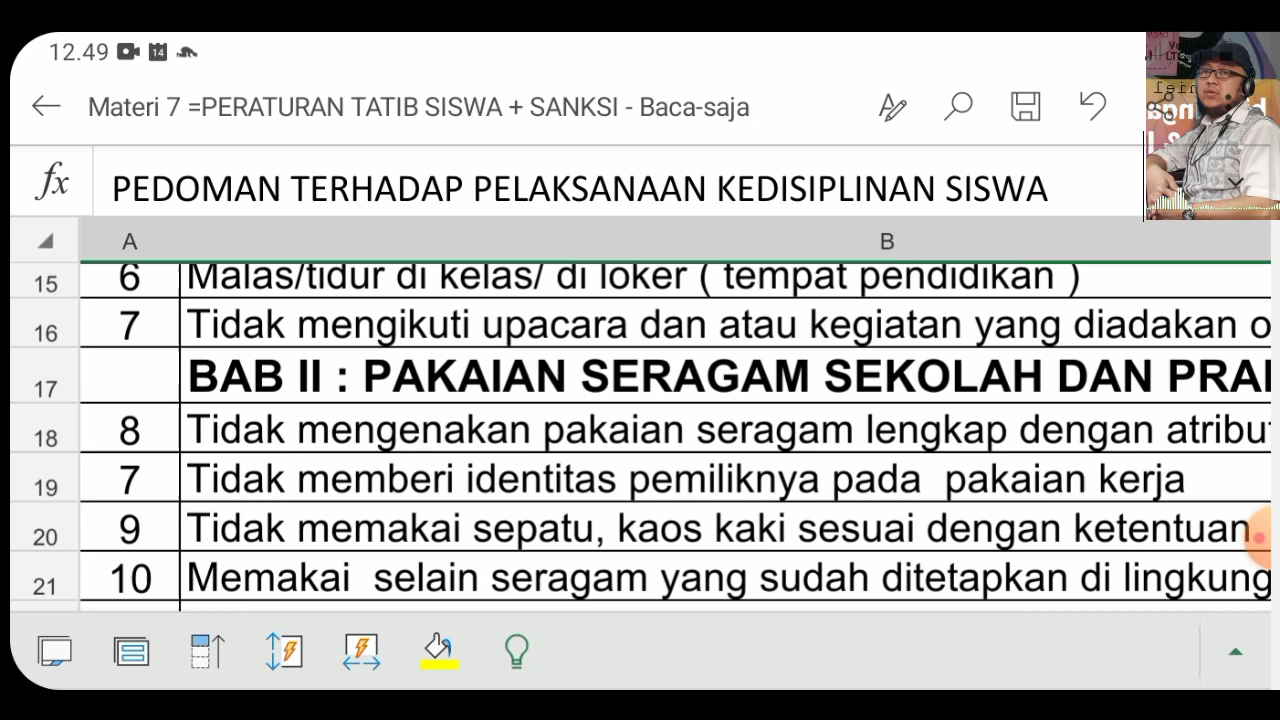 12.49
14
Materi 7 =PERATURAN TATIB SISWA + SANKSI - Baca-saja
fx PEDOMAN TERHADAP PELAKSANAAN KEDISIPLINAN SISWA
A B
15 6 Malas/tidur di kelas/ di loker ( tempat pendidikan )
16 7 Tidak mengikuti upacara dan atau kegiatan yang diadakan
17 BAB II : PAKAIAN SERAGAM SEKOLAH DAN
18 8 Tidak mengenakan pakaian seragam lengkap dengan
19 7 Tidak memberi identitas pemiliknya pada pakaian kerja
20 9 Tidak memakai sepatu, kaos kaki sesuai dengan ketentuan
21 10 Memakai selain seragam yang sudah ditetapkan di